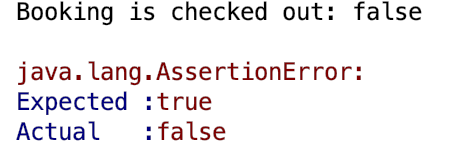 Booking is checked out: false
java.lang.AssertionError:
Expected :true
Actual   :false